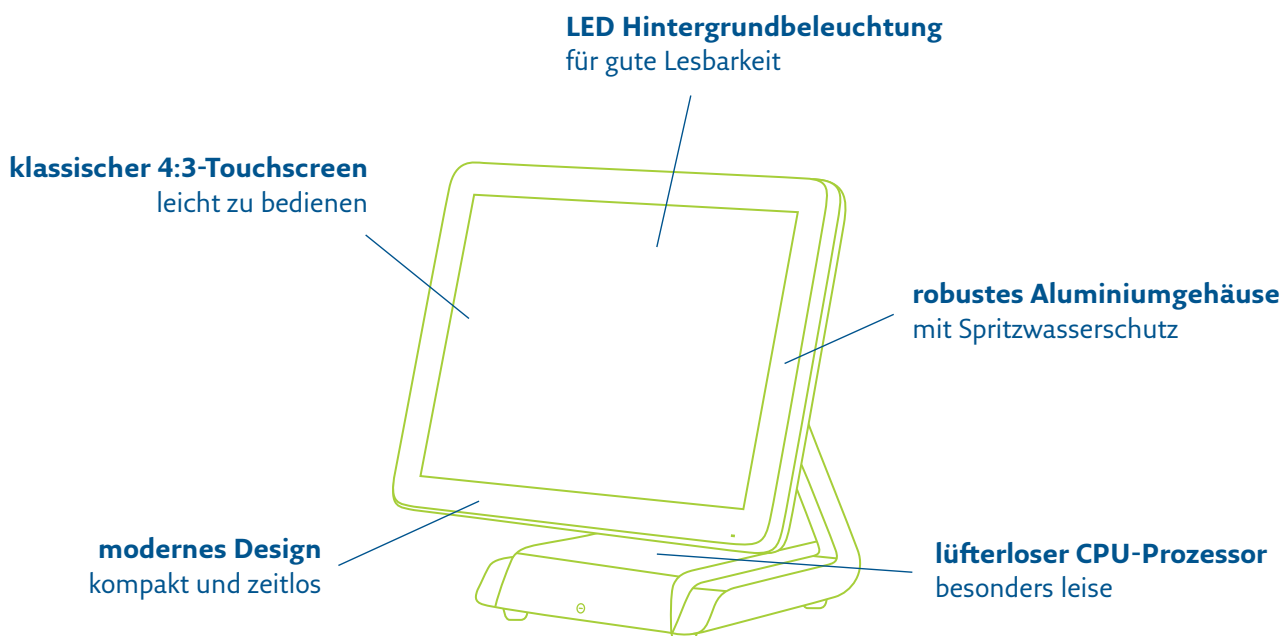 LED Hintergrundbeleuchtung
für gute Lesbarkeit
klassischer 4:3-Touchscreen
leicht zu bedienen
robustes Aluminiumgehäuse
mit Spritzwasserschutz
modernes Design
kompakt und zeitlos
lüfterloser CPU-Prozessor
besonders leise